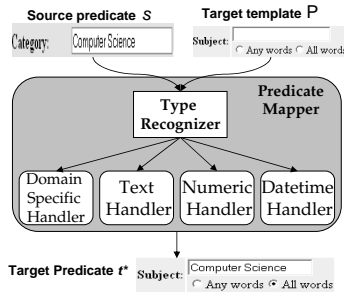 Source predicate s
Target template P
Category: Computer Science
Subject:
Any words All words
Predicate Mapper
Type Recognizer
Domain Specific Handler
Text Handler
Numeric Handler
Datetime Handler
Target Predicate t*
Subject: Computer Science
Any words All words